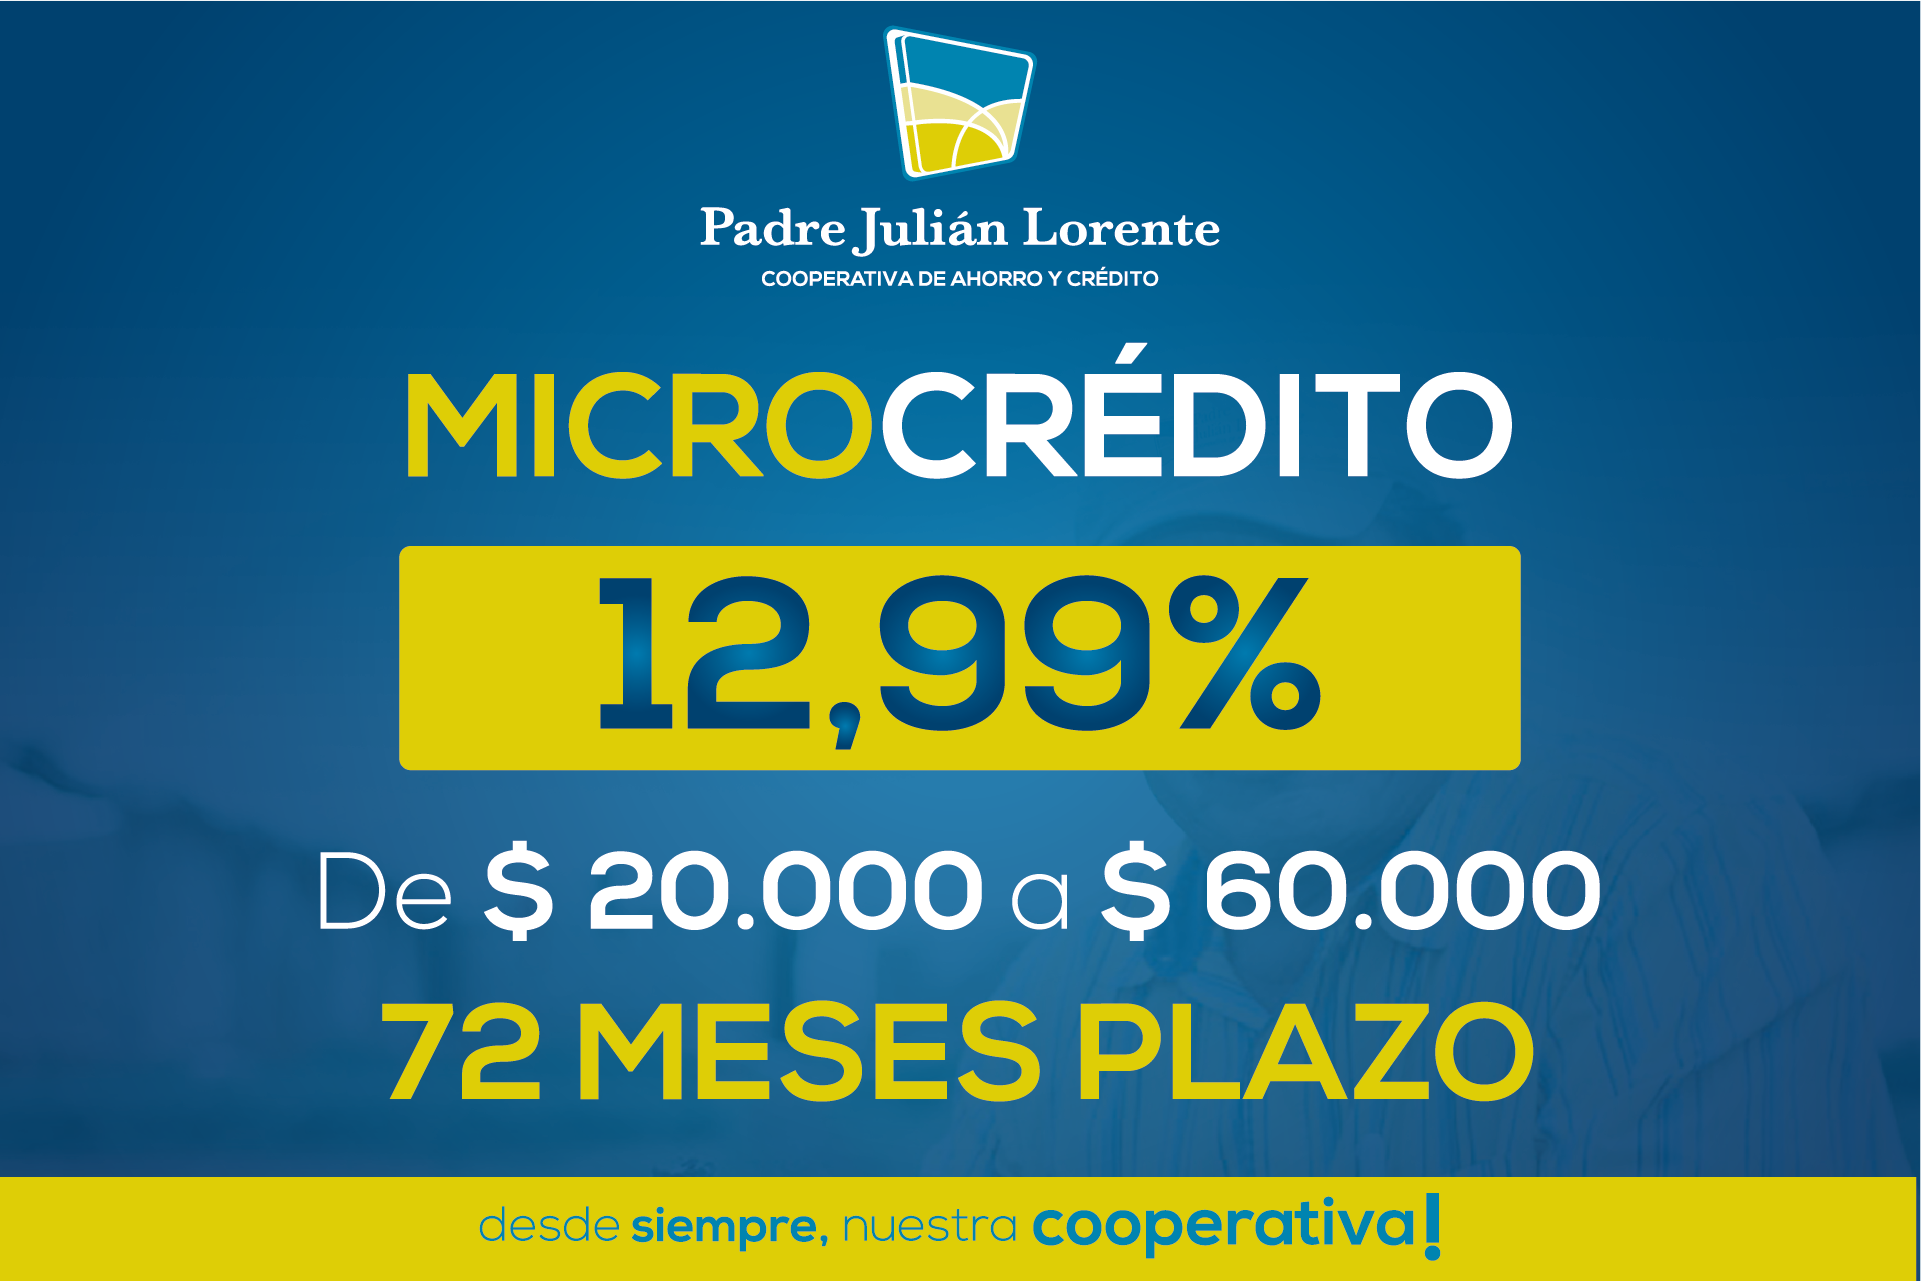 Padre Julián Lorente
COOPERATIVA DE AHORRO Y CRÉDITO
MICROCRÉDITO
12,99%
De $ 20.000 a $ 60.000
72 MESES PLAZO
desde siempre, nuestra cooperativa!